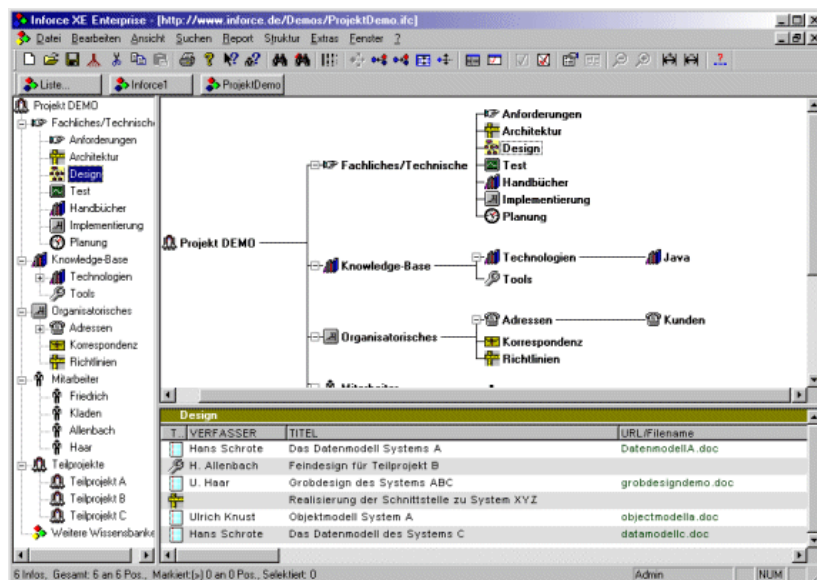 Inforce XE Enterprise - [http://www.inforce.de/Demos/ProjektDemo.ifc]
Datei Bearbeiten Ansicht Suchen Report Struktur Extras Fenster ?
Liste... Inforce1 ProjektDemo
Projekt DEMO
Fachliches/Technische
Anforderungen
Architektur
Design
Test
Handbücher
Implementierung
Planung
Knowledge-Base
Technologien
Tools
Organisatorisches
Adressen
Korrespondenz
Richtlinien
Mitarbeiter
Friedrich
Kladen
Allenbach
Haar
Teilprojekte
Teilprojekt A
Teilprojekt B
Teilprojekt C
Weitere Wissensbanke
Projekt DEMO
Fachliches/Technische
Anforderungen
Architektur
Design
Test
Handbücher
Implementierung
Planung
Knowledge-Base
Technologien
Java
Tools
Organisatorisches
Adressen
Kunden
Korrespondenz
Richtlinien
Mitarbeiter
Design
T... VERFASSER TITEL URL/Filename
Hans Schrote Das Datenmodell Systems A DatenmodellA.doc
H. Allenbach Feindesign für Teilprojekt B
U. Haar Grobdesign des Systems ABC grobdesigndemo.doc
Realisierung der Schnittstelle zu System XYZ
Ulrich Knust Objektmodell System A objectmodella.doc
Hans Schrote Das Datenmodell des Systems C datamodellc.doc
6 Infos, Gesamt: 6 an 6 Pos., Markiert(>) 0 an 0 Pos., Selektiert: 0 Admin NUM